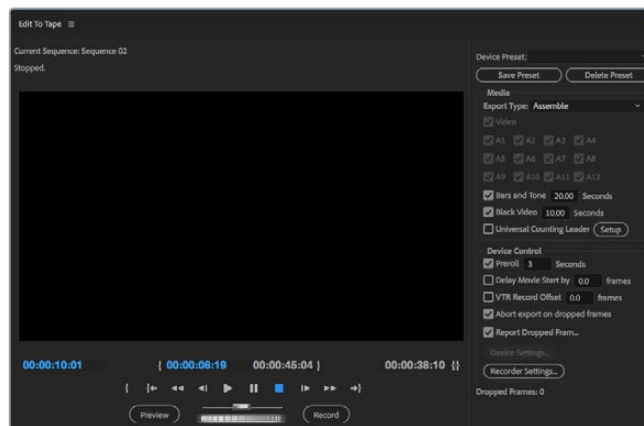 Edit To Tape
Current Sequence: Sequence 02
Stopped.
00:00:10:01
{ 00:00:06:19
00:00:45:04 }
00:00:38:10 {}
Preview
Record
Device Preset:
Save Preset
Delete Preset
Media
Export Type: Assemble
Video
A1 A2 A3 A4
A5 A6 A7 A8
A9 A10 A11 A12
Bars and Tone 20.00 Seconds
Black Video 10.00 Seconds
Universal Counting Leader Setup
Device Control
Preroll 3 Seconds
Delay Movie Start by 0.0 frames
VTR Record Offset 0.0 frames
Abort export on dropped frames
Report Dropped Fram...
Device Settings...
Recorder Settings...
Dropped Frames: 0